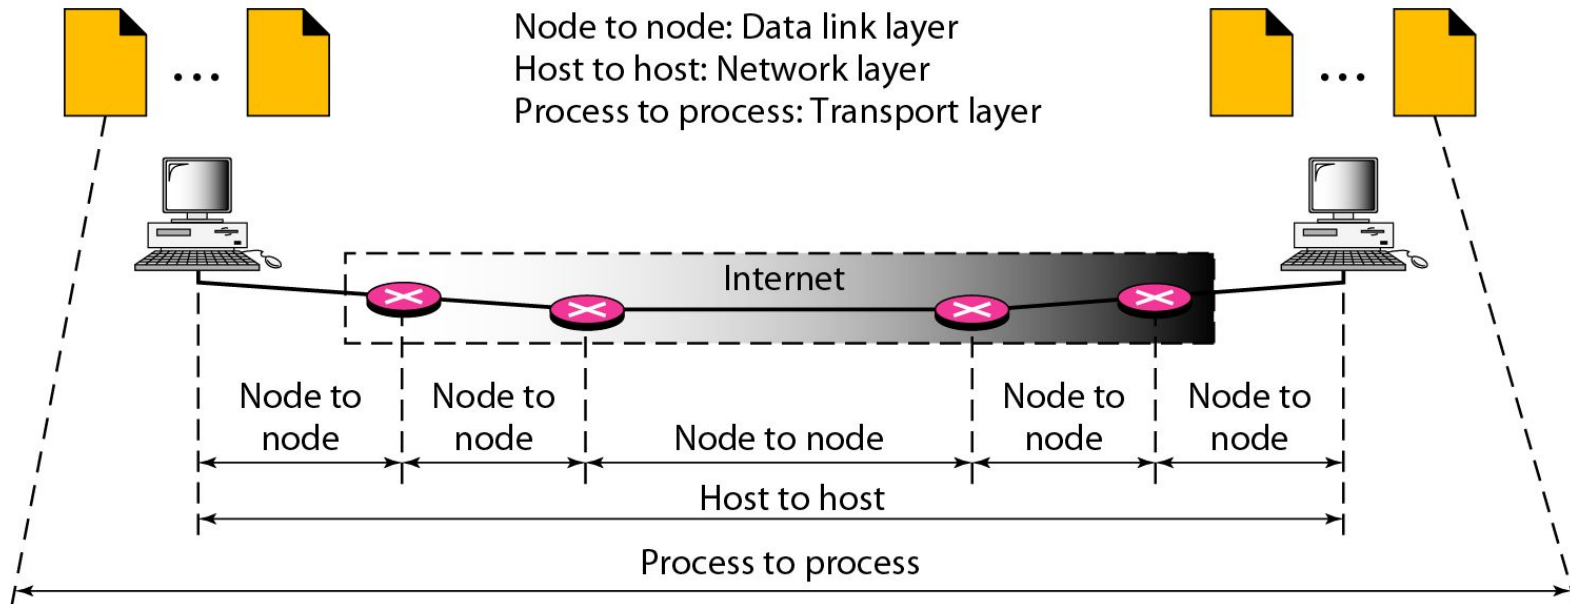 Node to node: Data link layer
Host to host: Network layer
Process to process: Transport layer
Internet
Node to
node
Node to
node
Node to node
Node to
node
Node to
node
Host to host
Process to process